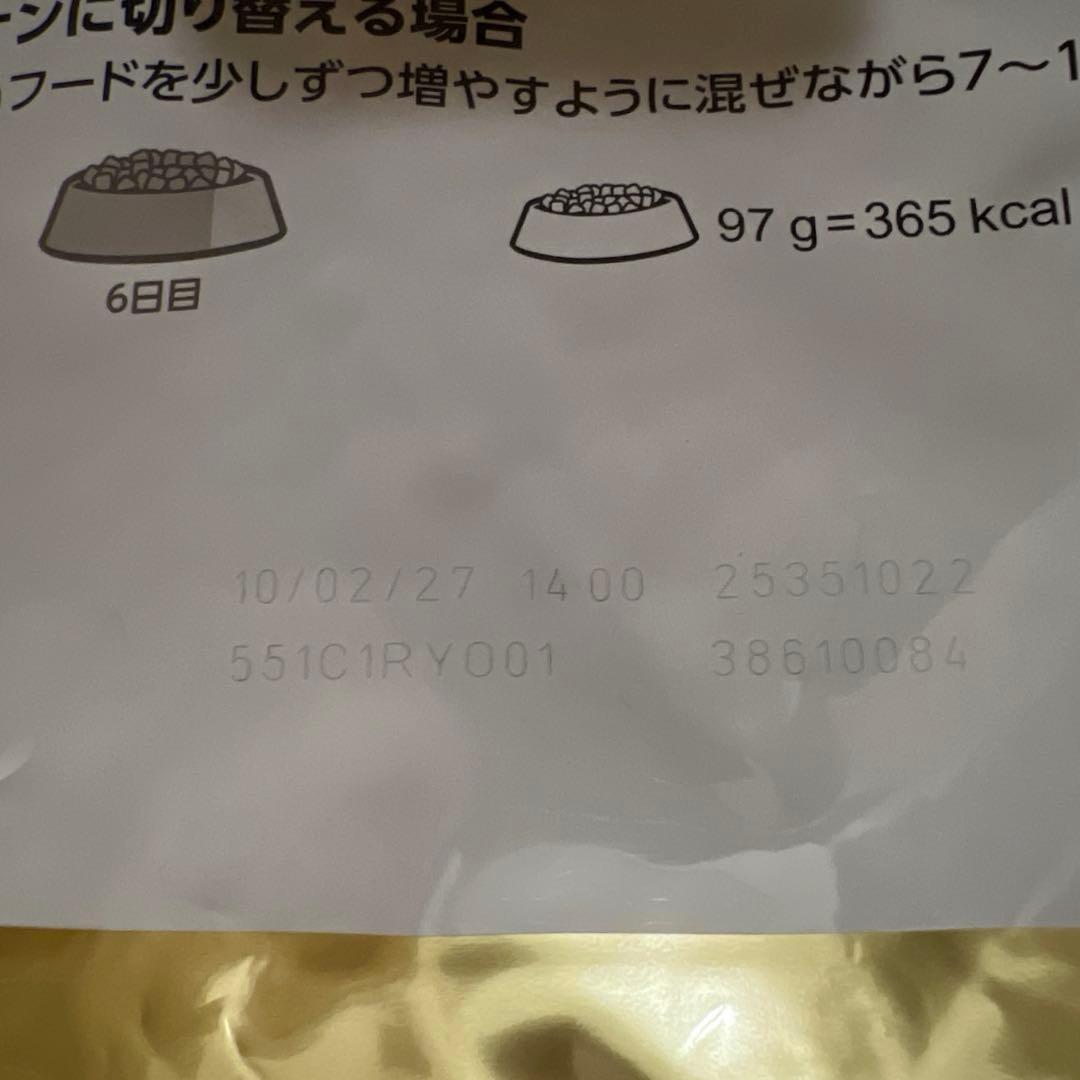 ーンに切り替える場合
フードを少しずつ増やすように混ぜながら7〜1
97 g=365 kcal
6日目
10/02/27 14 00 25351022
551C1RYO01 38610084